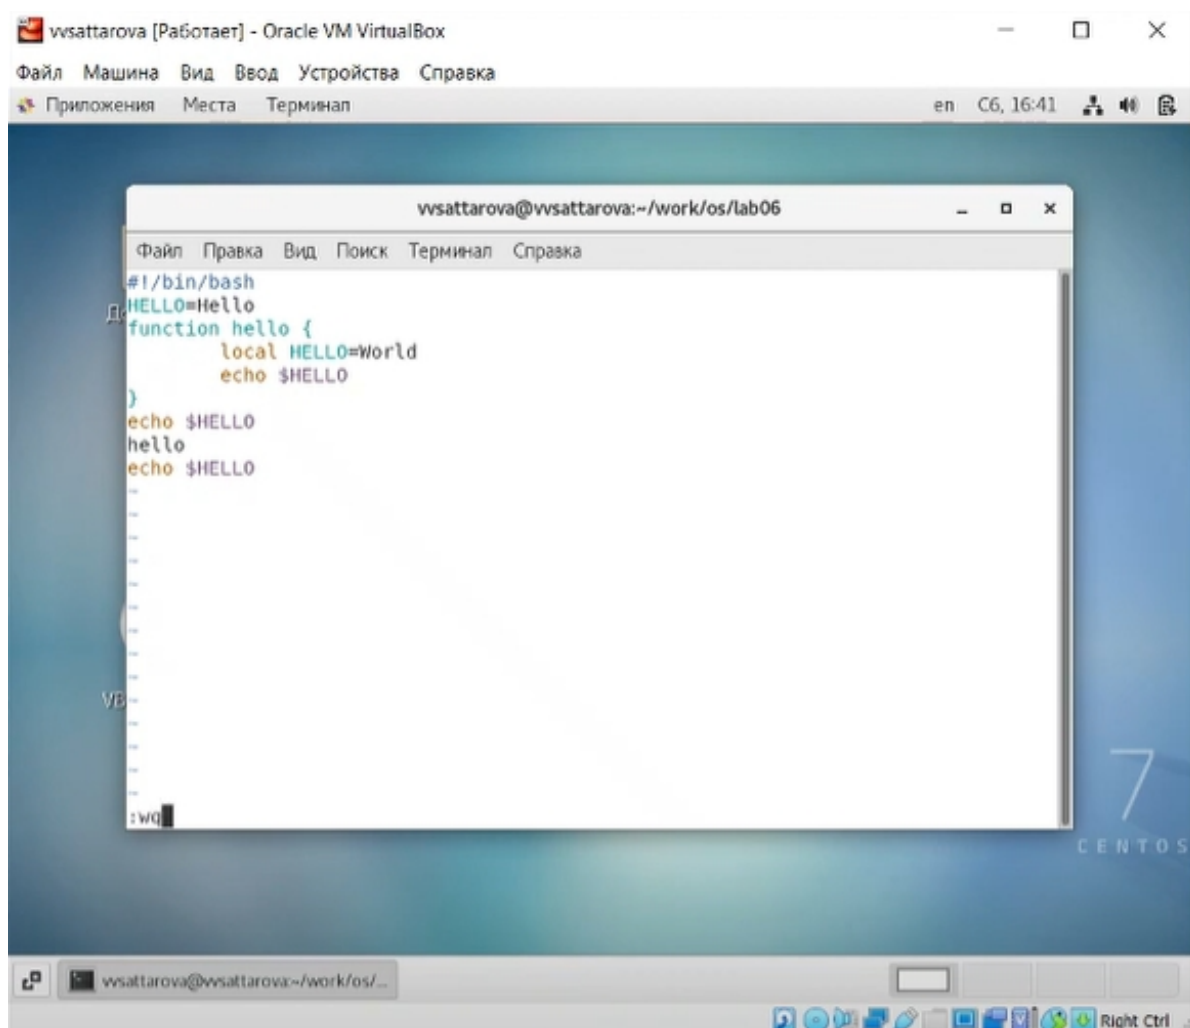 vvsattarova [Работает] - Oracle VM VirtualBox
Файл Машина Вид Ввод Устройства Справка
Приложения Места Терминал en Сб, 16:41
vvsattarova@vvsattarova:~/work/os/lab06
Файл Правка Вид Поиск Терминал Справка
#!/bin/bash
HELLO=Hello
function hello {
local HELLO=World
echo $HELLO
}
echo $HELLO
hello
echo $HELLO
~
~
~
~
~
~
~
~
~
~
~
~
~
~
:wq
VB
7
CENTOS
vvsattarova@vvsattarova:~/work/os/...
Right Ctrl